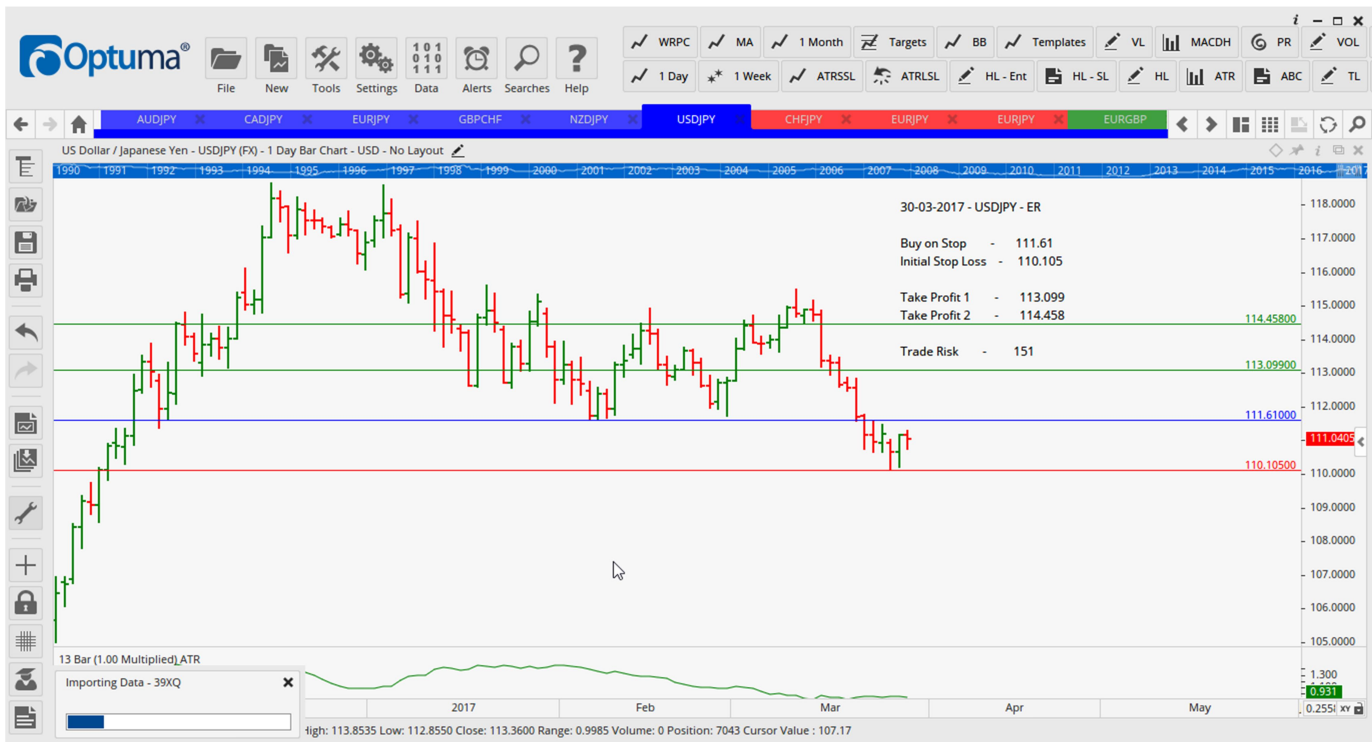 i
Optuma®
File
New
Tools
Settings
101
010
111
Data
Alerts
Searches
?
Help
WRPC
MA
1 Month
Targets
BB
Templates
VL
MACDH
PR
VOL
1 Day
1 Week
ATRSSL
ATRLSL
HL - Ent
HL - SL
HL
ATR
ABC
TL
AUDJPY
CADJPY
EURJPY
GBPCHF
NZDJPY
USDJPY
CHFJPY
EURJPY
EURJPY
EURGBP
US Dollar / Japanese Yen - USDJPY (FX) - 1 Day Bar Chart - USD - No Layout
i
1990 1991 1992 1993 1994 1995 1996 1997 1998 1999 2000 2001 2002 2003 2004 2005 2006 2007 2008 2009 2010 2011 2012 2013 2014 2015 2016 2017
30-03-2017 - USDJPY - ER
Buy on Stop - 111.61
Initial Stop Loss - 110.105
Take Profit 1 - 113.099
Take Profit 2 - 114.458
Trade Risk - 151
114.45800
113.09900
111.61000
110.10500
118.0000
117.0000
116.0000
115.0000
114.0000
113.0000
112.0000
111.0405
110.0000
109.0000
108.0000
107.0000
106.0000
105.0000
13 Bar (1.00 Multiplied) ATR
1.300
0.931
Importing Data - 39XQ
2017 Feb Mar Apr May
XY
High: 113.8535 Low: 112.8550 Close: 113.3600 Range: 0.9985 Volume: 0 Position: 7043 Cursor Value : 107.17